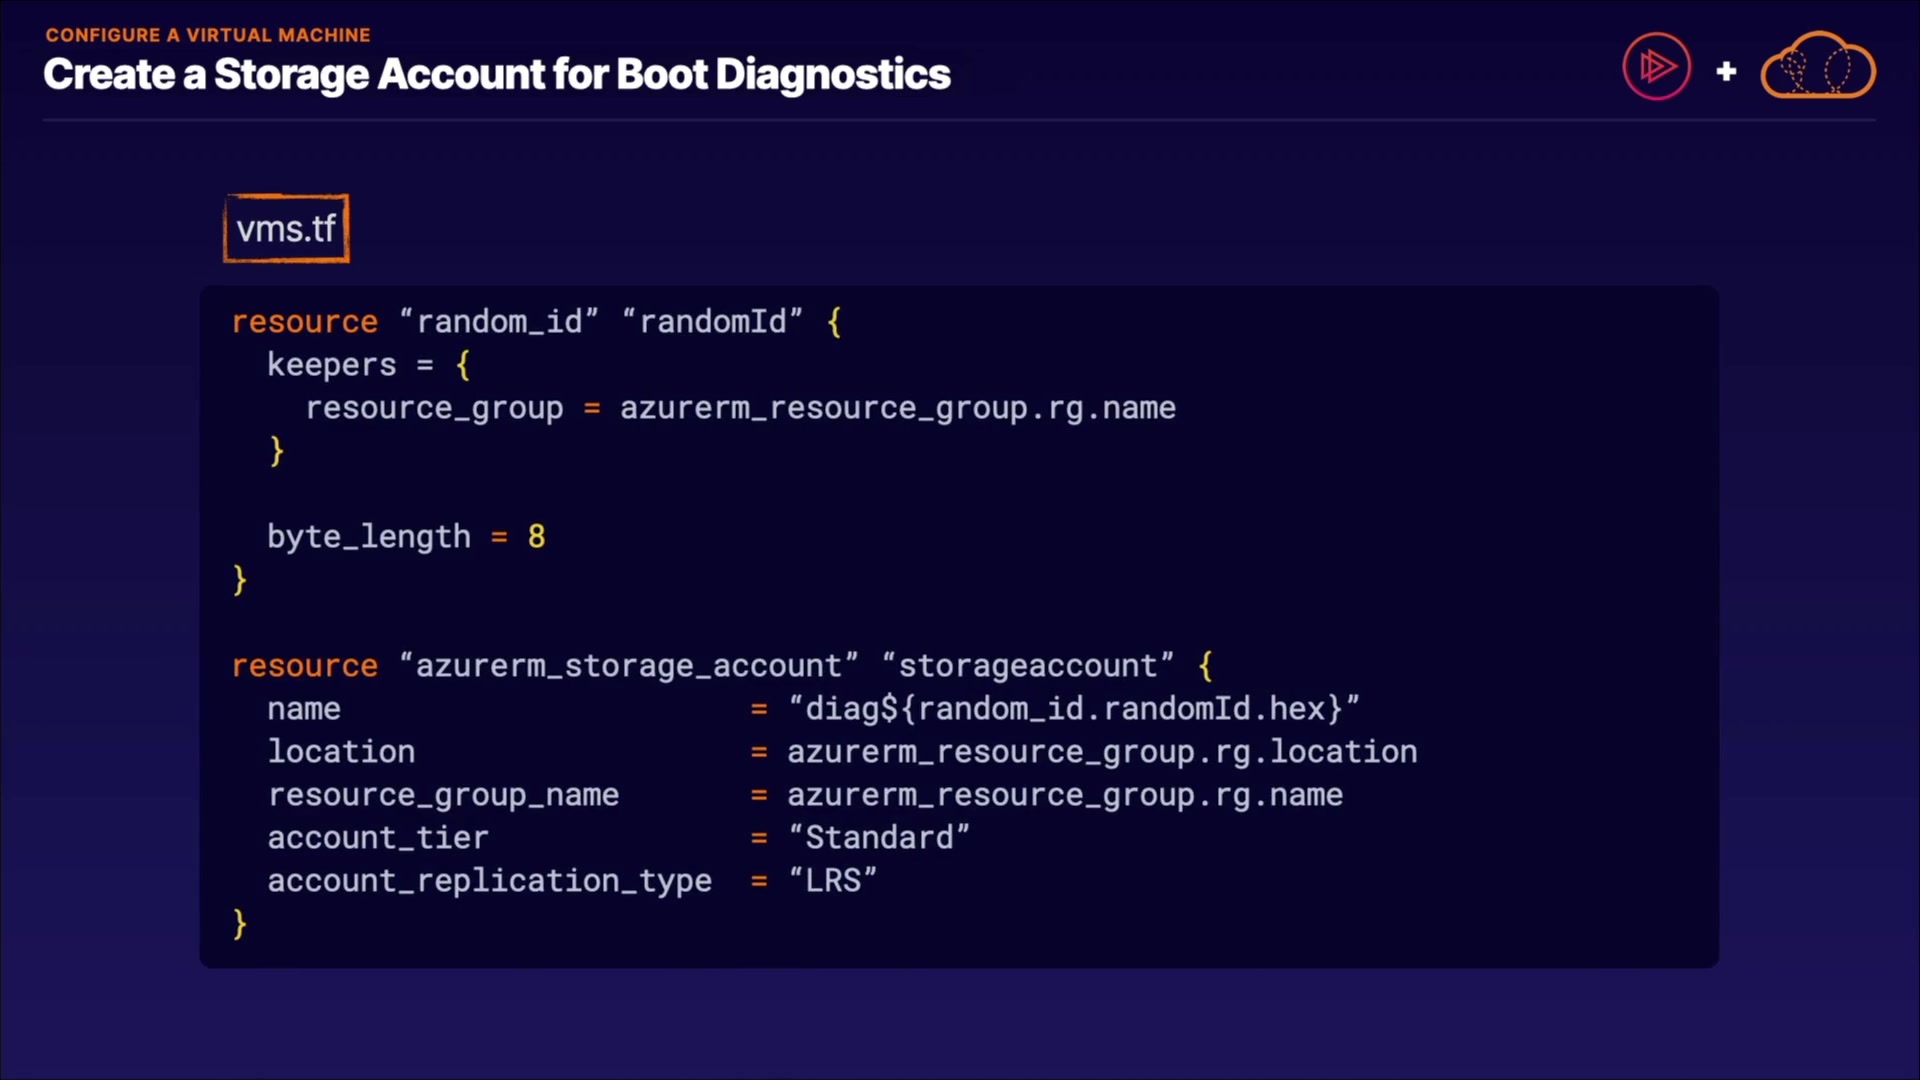 CONFIGURE A VIRTUAL MACHINE
Create a Storage Account for Boot Diagnostics
vms.tf
resource “random_id” “randomId” {
  keepers = {
    resource_group = azurerm_resource_group.rg.name
  }

  byte_length = 8
}

resource “azurerm_storage_account” “storageaccount” {
  name                     = “diag${random_id.randomId.hex}”
  location                 = azurerm_resource_group.rg.location
  resource_group_name      = azurerm_resource_group.rg.name
  account_tier             = “Standard”
  account_replication_type = “LRS”
}